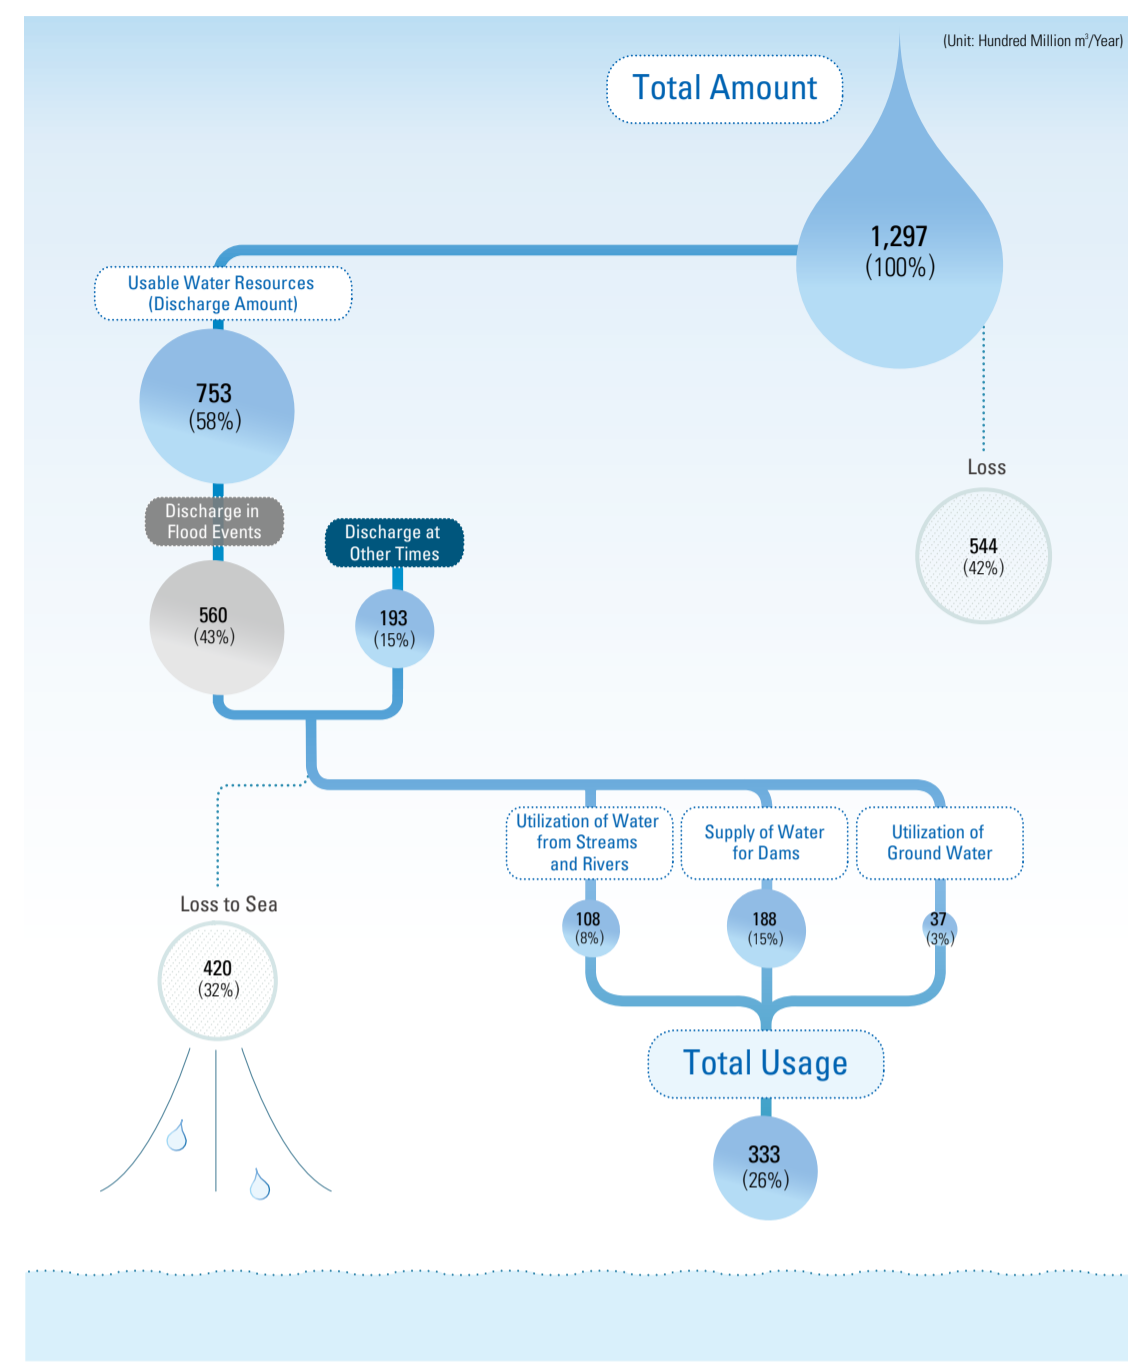 (Unit: Hundred Million m³/Year)
Total Amount
1,297
(100%)
Usable Water Resources
(Discharge Amount)
753
(58%)
Loss
544
(42%)
Discharge in
Flood Events
560
(43%)
Discharge at
Other Times
193
(15%)
Utilization of Water
from Streams
and Rivers
108
(8%)
Supply of Water
for Dams
188
(15%)
Utilization of
Ground Water
37
(3%)
Loss to Sea
420
(32%)
Total Usage
333
(26%)